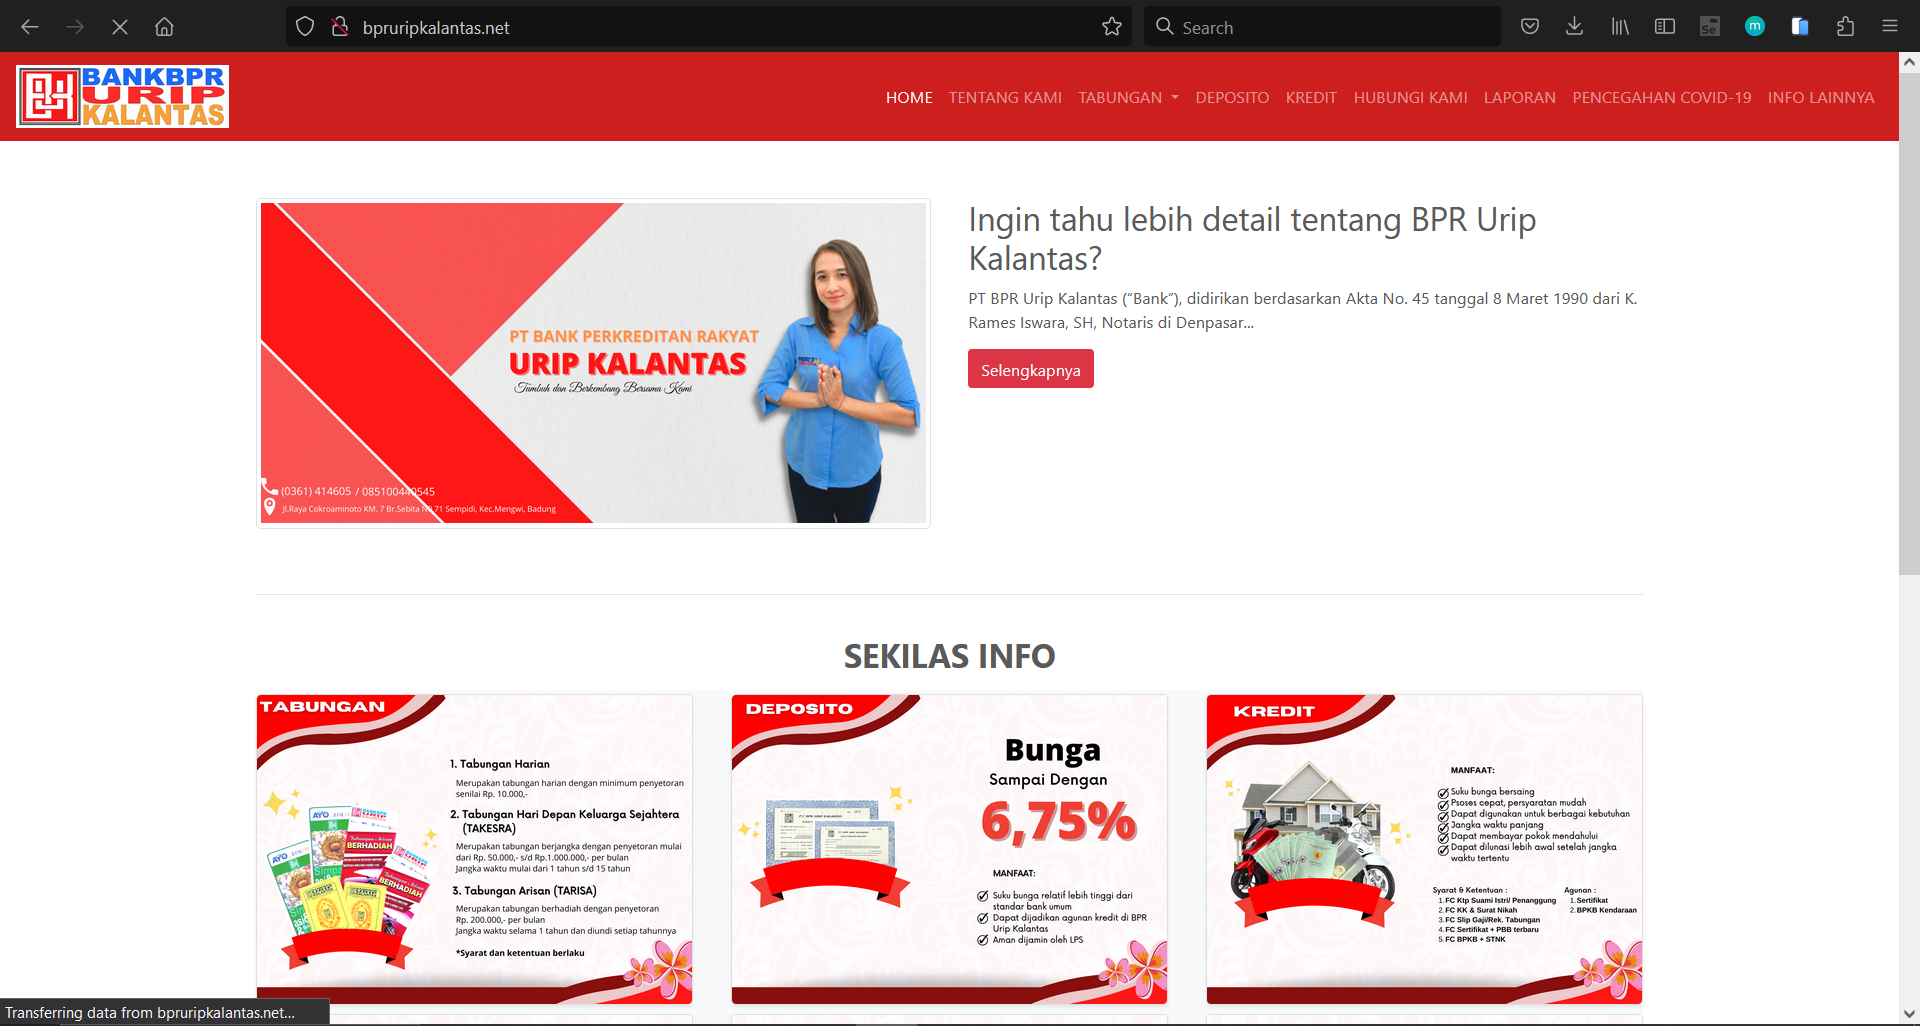 bpruripkalantas.net
Search
BANKBPR
URIP
KALANTAS
HOME TENTANG KAMI TABUNGAN DEPOSITO KREDIT HUBUNGI KAMI LAPORAN PENCEGAHAN COVID-19 INFO LAINNYA
PT BANK PERKREDITAN RAKYAT
URIP KALANTAS
Tumbuh dan Berkembang Bersama Kami
(0361) 414605 / 085100440545
Jl.Raya Cokroaminoto KM. 7 Br.Sebita No 71 Sempidi, Kec.Mengwi, Badung
Ingin tahu lebih detail tentang BPR Urip
Kalantas?
PT BPR Urip Kalantas (“Bank”), didirikan berdasarkan Akta No. 45 tanggal 8 Maret 1990 dari K.
Rames Iswara, SH, Notaris di Denpasar...
Selengkapnya
SEKILAS INFO
TABUNGAN
1. Tabungan Harian
Merupakan tabungan harian dengan minimum penyetoran
senilai Rp. 10.000,-
2. Tabungan Hari Depan Keluarga Sejahtera
(TAKESRA)
Merupakan tabungan berjangka dengan penyetoran mulai
dari Rp. 50.000,- s/d Rp.1.000.000,- per bulan
Jangka waktu mulai dari 1 tahun s/d 15 tahun
3. Tabungan Arisan (TARISA)
Merupakan tabungan berhadiah dengan penyetoran
Rp. 200.000,- per bulan
Jangka waktu selama 1 tahun dan diundi setiap tahunnya
*Syarat dan ketentuan berlaku
DEPOSITO
Bunga
Sampai Dengan
6,75%
MANFAAT:
Suku bunga relatif lebih tinggi dari
standar bank umum
Dapat dijadikan agunan kredit di BPR
Urip Kalantas
Aman dijamin oleh LPS
KREDIT
MANFAAT:
Suku bunga bersaing
Psoses cepat, persyaratan mudah
Dapat digunakan untuk berbagai kebutuhan
Jangka waktu panjang
Dapat membayar pokok mendahului
Dapat dilunasi lebih awal setelah jangka
waktu tertentu
Syarat & Ketentuan :
1. FC Ktp Suami Istri/ Penanggung
2. FC KK & Surat Nikah
3. FC Slip Gaji/Rek. Tabungan
4. FC Sertifikat + PBB terbaru
5. FC BPKB + STNK
Agunan :
1. Sertifikat
2. BPKB Kendaraan
Transferring data from bpruripkalantas.net...